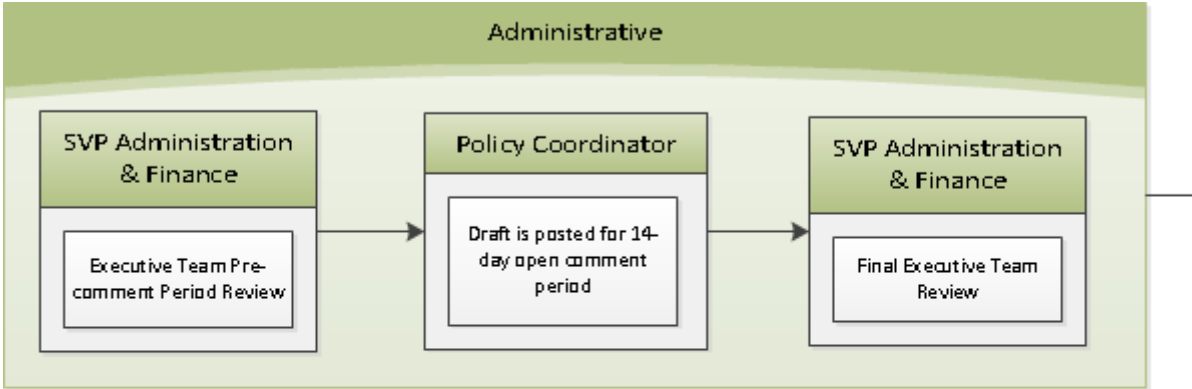 Administrative
SVP Administration
& Finance
Executive Team Pre-
comment Period Review
Policy Coordinator
Draft is posted for 14-
day open comment
period
SVP Administration
& Finance
Final Executive Team
Review